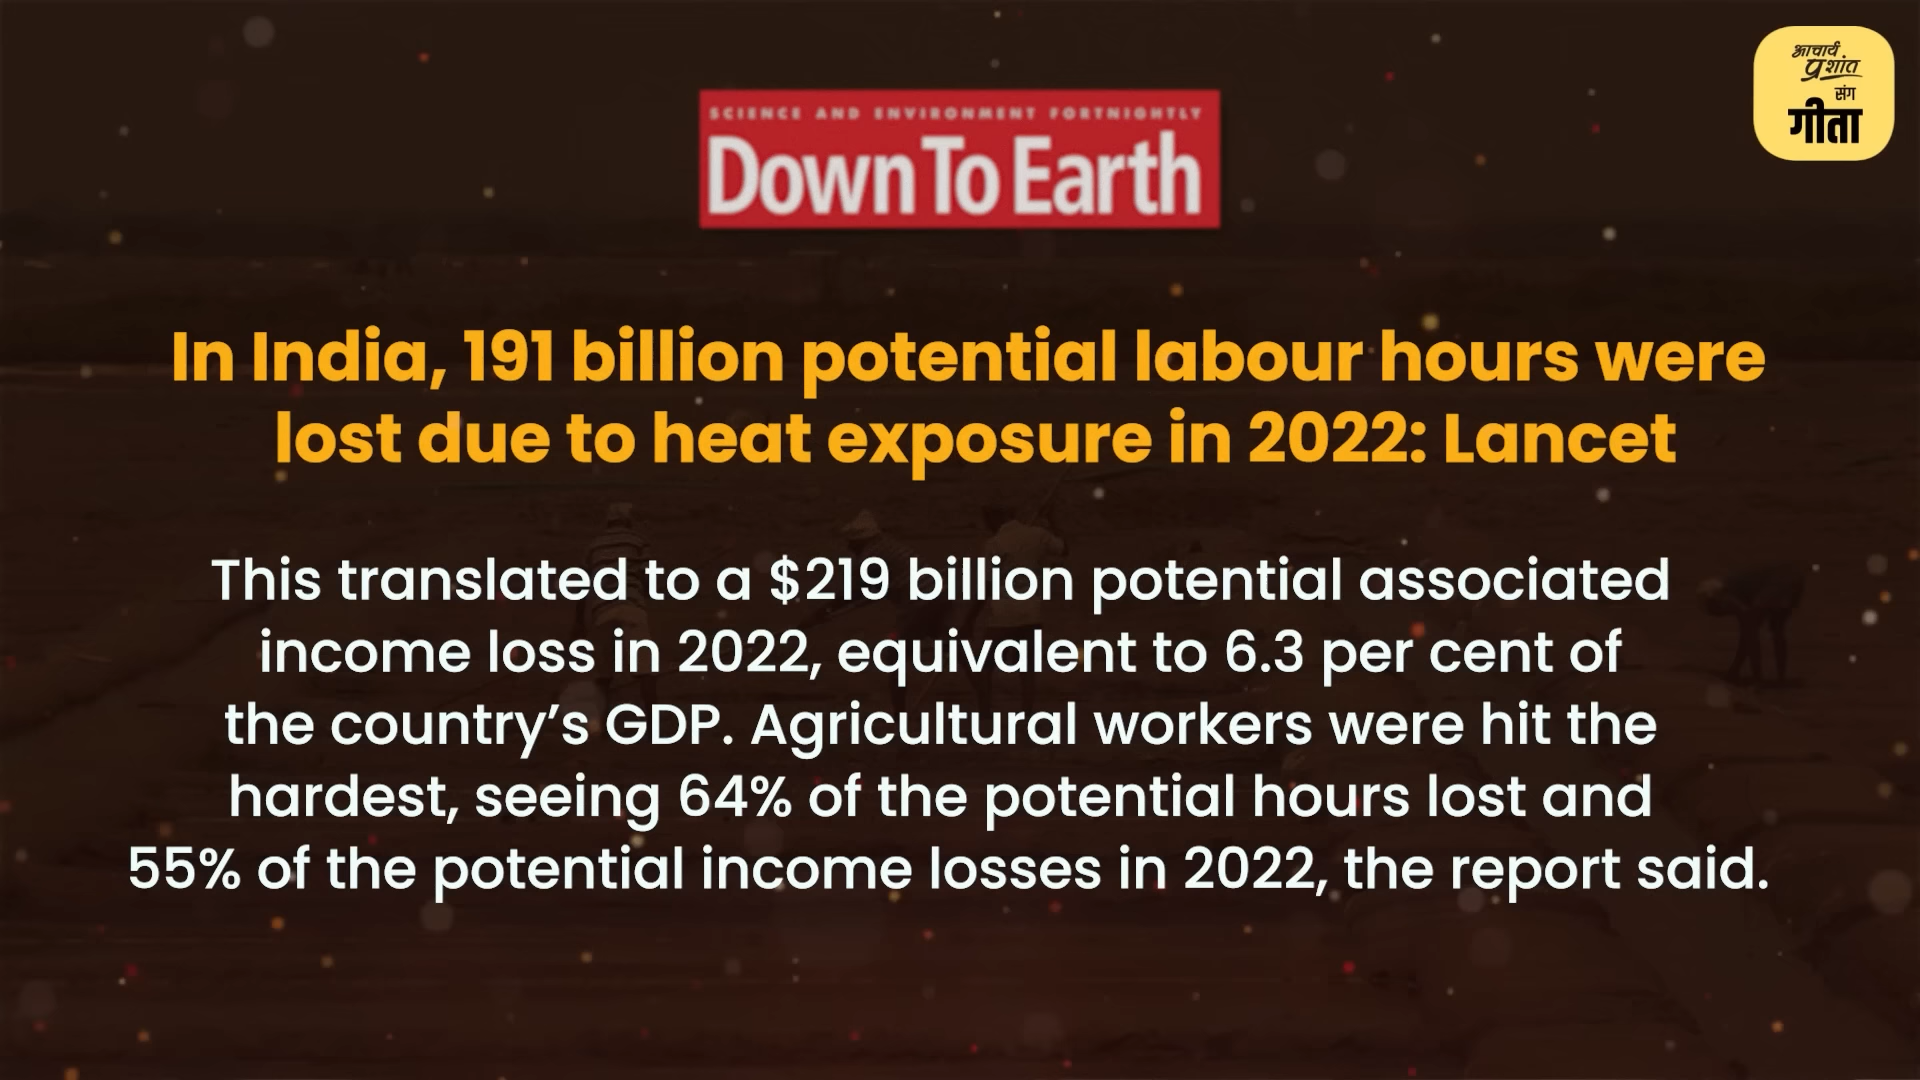 आचार्य
प्रशांत
संग
गीता
SCIENCE AND ENVIRONMENT FORTNIGHTLY
Down To Earth
In India, 191 billion potential labour hours were
lost due to heat exposure in 2022: Lancet
This translated to a $219 billion potential associated
income loss in 2022, equivalent to 6.3 per cent of
the country’s GDP. Agricultural workers were hit the
hardest, seeing 64% of the potential hours lost and
55% of the potential income losses in 2022, the report said.